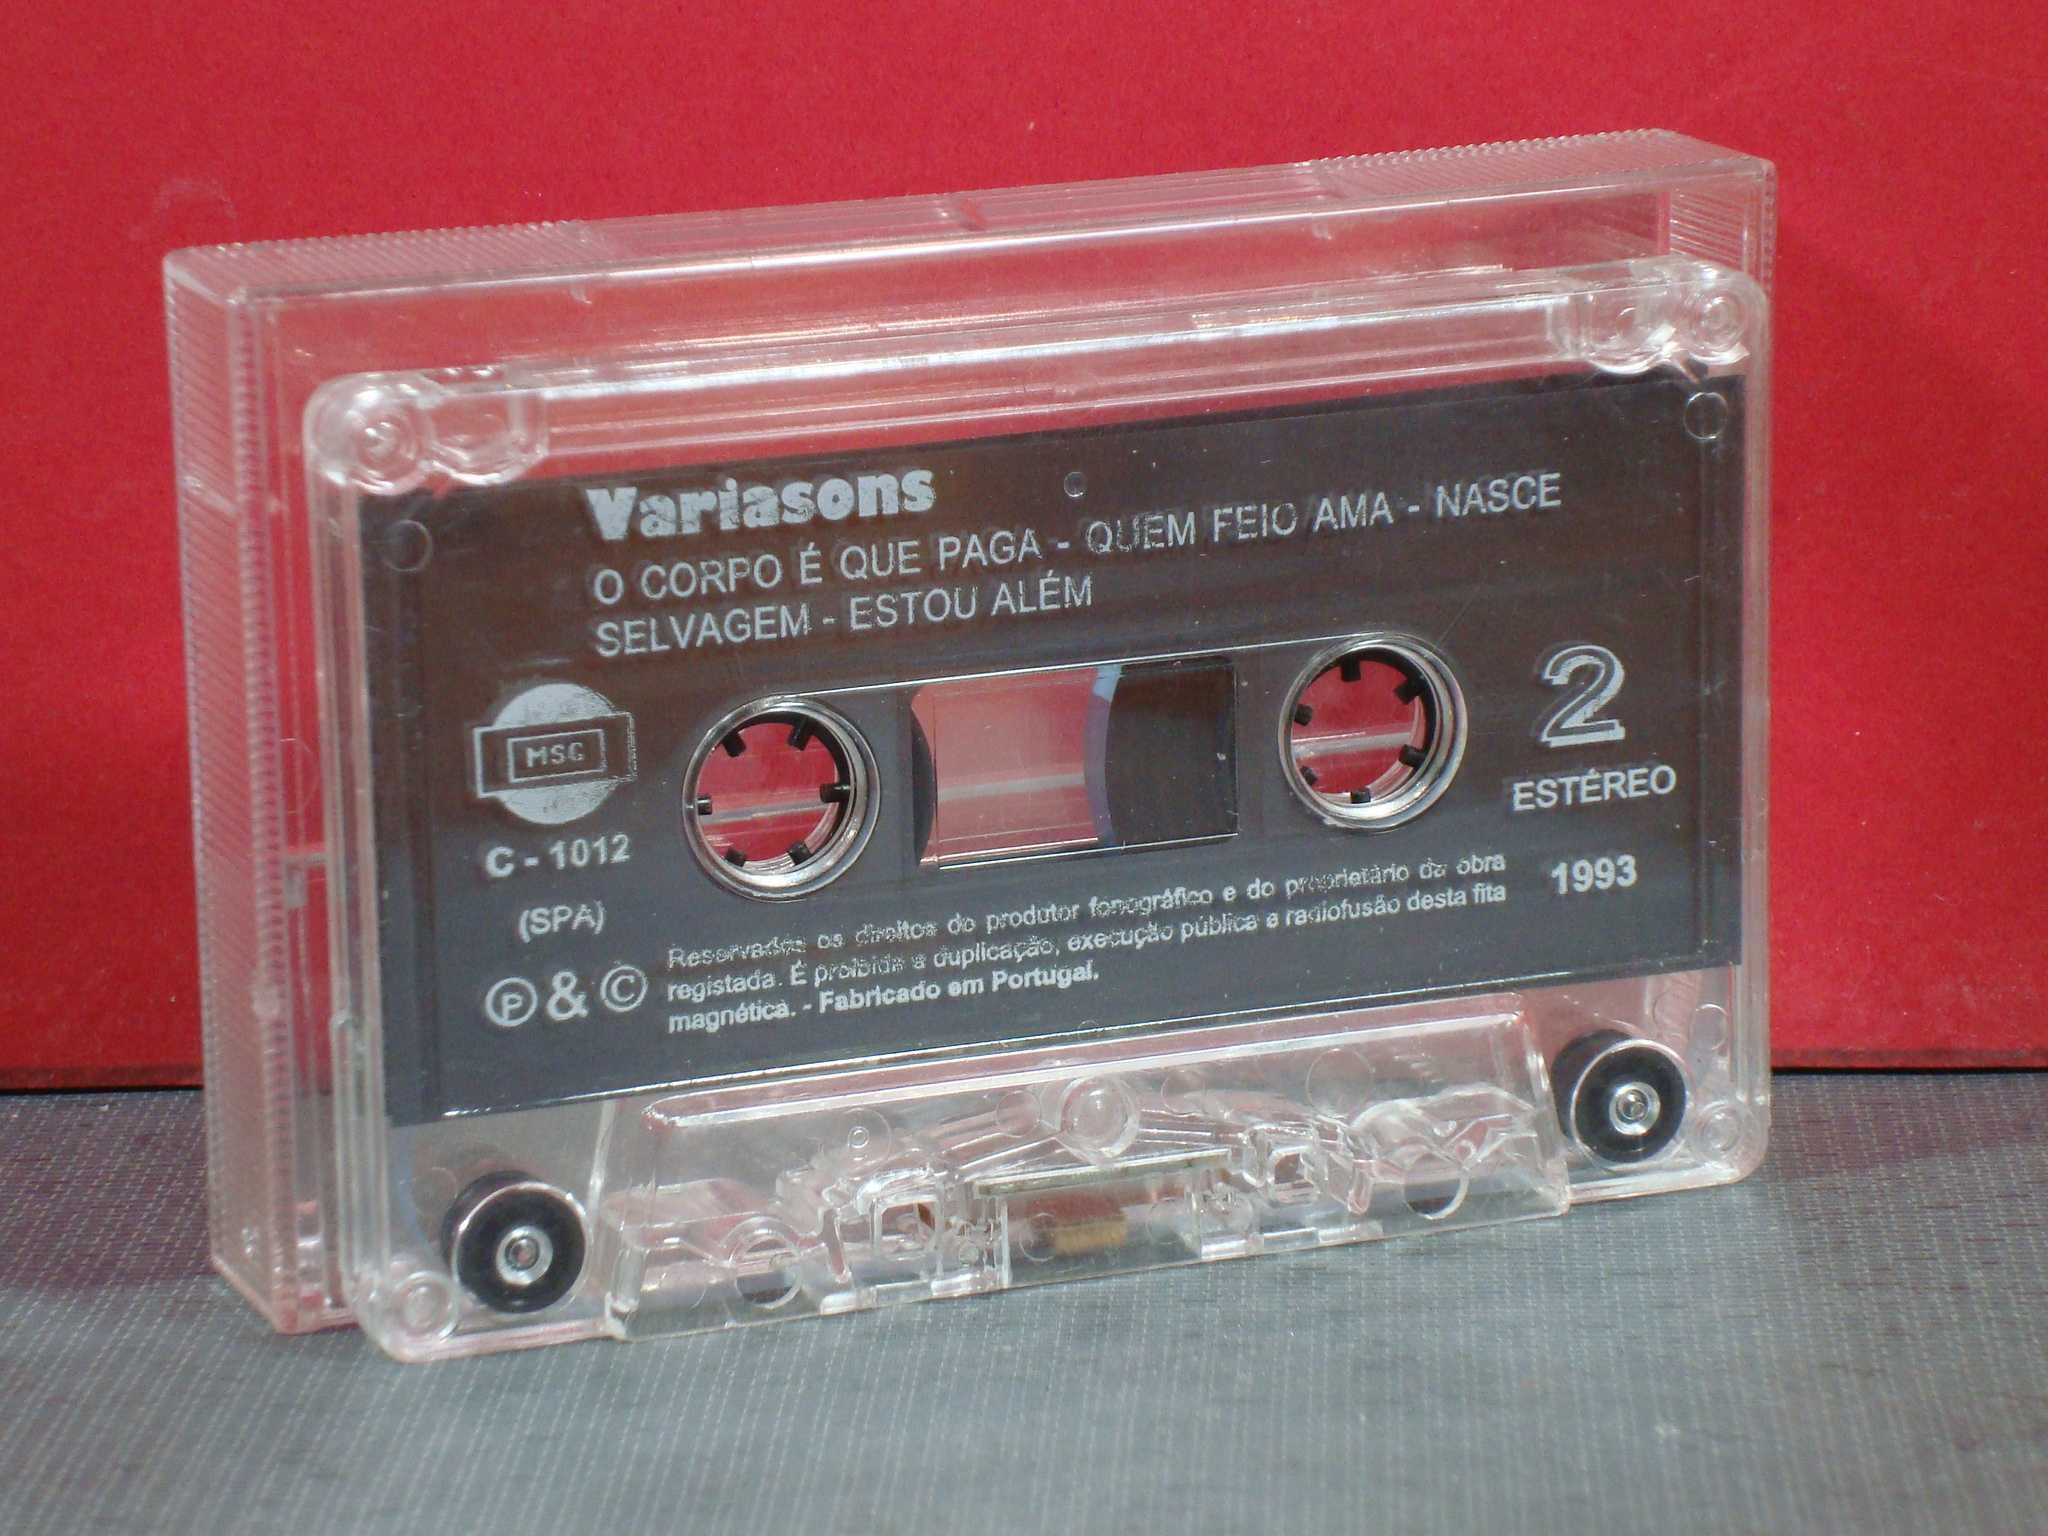 Variasons
O CORPO É QUE PAGA - QUEM FEIO AMA - NASCE
SELVAGEM - ESTOU ALÉM
MSG
2
ESTÉREO
C - 1012
1993
(SPA)
Ⓟ & ©
Reservados os direitos do produtor fonográfico e do proprietário da obra
registada. É proibida a duplicação, execução pública e radiofusão desta fita
magnética. - Fabricado em Portugal.